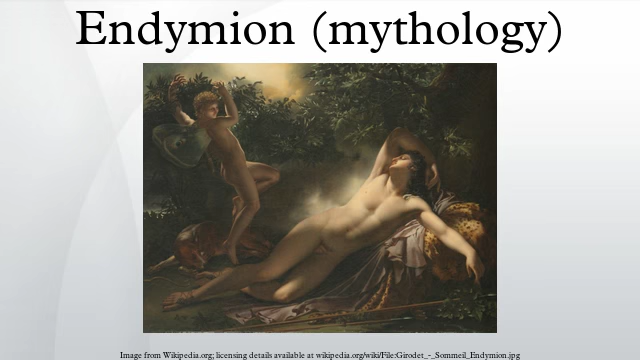 Endymion (mythology)
Image from Wikipedia.org; licensing details available at wikipedia.org/wiki/File:Girodet_-_Sommeil_Endymion.jpg